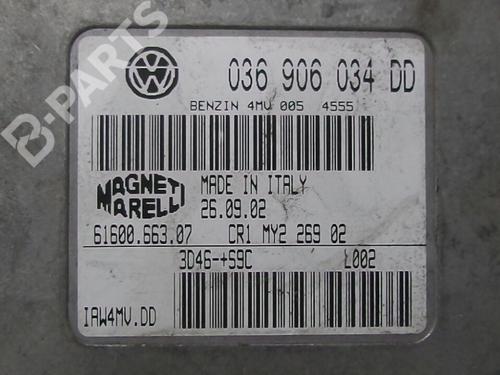 B-PARTS
036 906 034 DD
BENZIN 4MV 005 4555
MAGNETI MARELLI
MADE IN ITALY
26.09.02
61600.663.07 CR1 MY2 269 02
3D46-+S9C L002
IAW4MV.DD